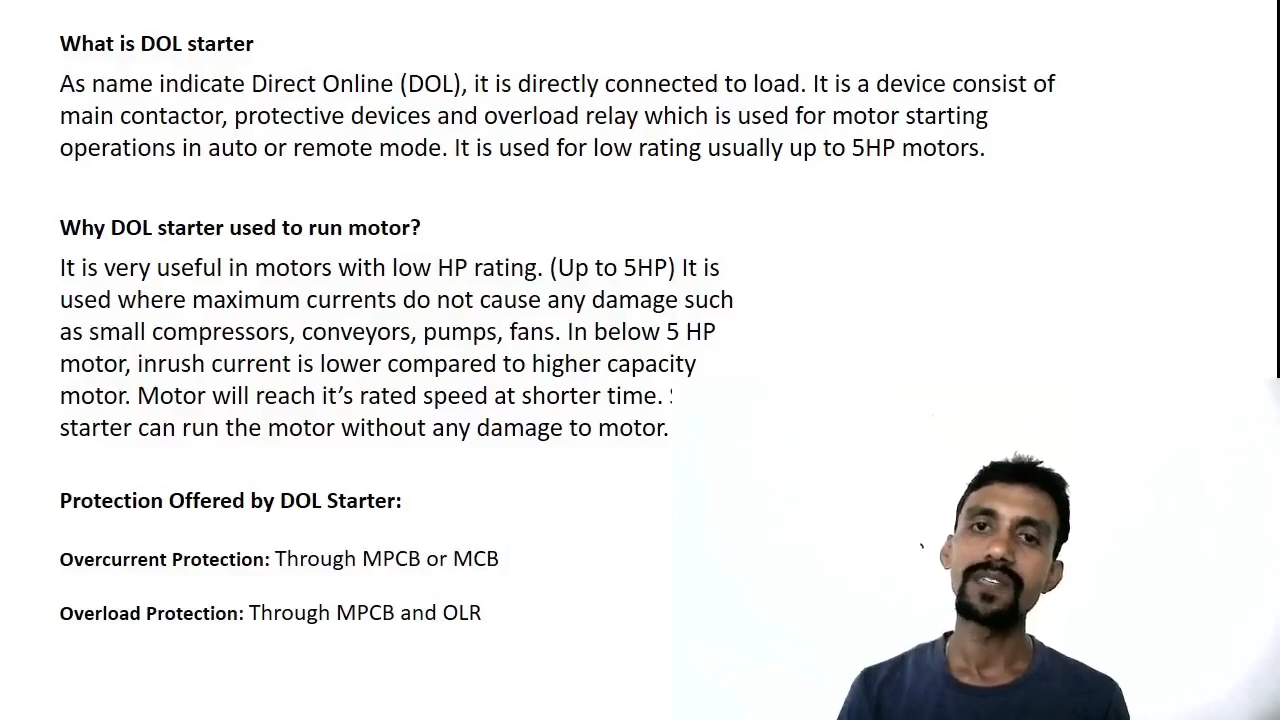 What is DOL starter
As name indicate Direct Online (DOL), it is directly connected to load. It is a device consist of
main contactor, protective devices and overload relay which is used for motor starting
operations in auto or remote mode. It is used for low rating usually up to 5HP motors.
Why DOL starter used to run motor?
It is very useful in motors with low HP rating. (Up to 5HP) It is
used where maximum currents do not cause any damage such
as small compressors, conveyors, pumps, fans. In below 5 HP
motor, inrush current is lower compared to higher capacity
motor. Motor will reach it’s rated speed at shorter time.
starter can run the motor without any damage to motor.
Protection Offered by DOL Starter:
Overcurrent Protection: Through MPCB or MCB
Overload Protection: Through MPCB and OLR